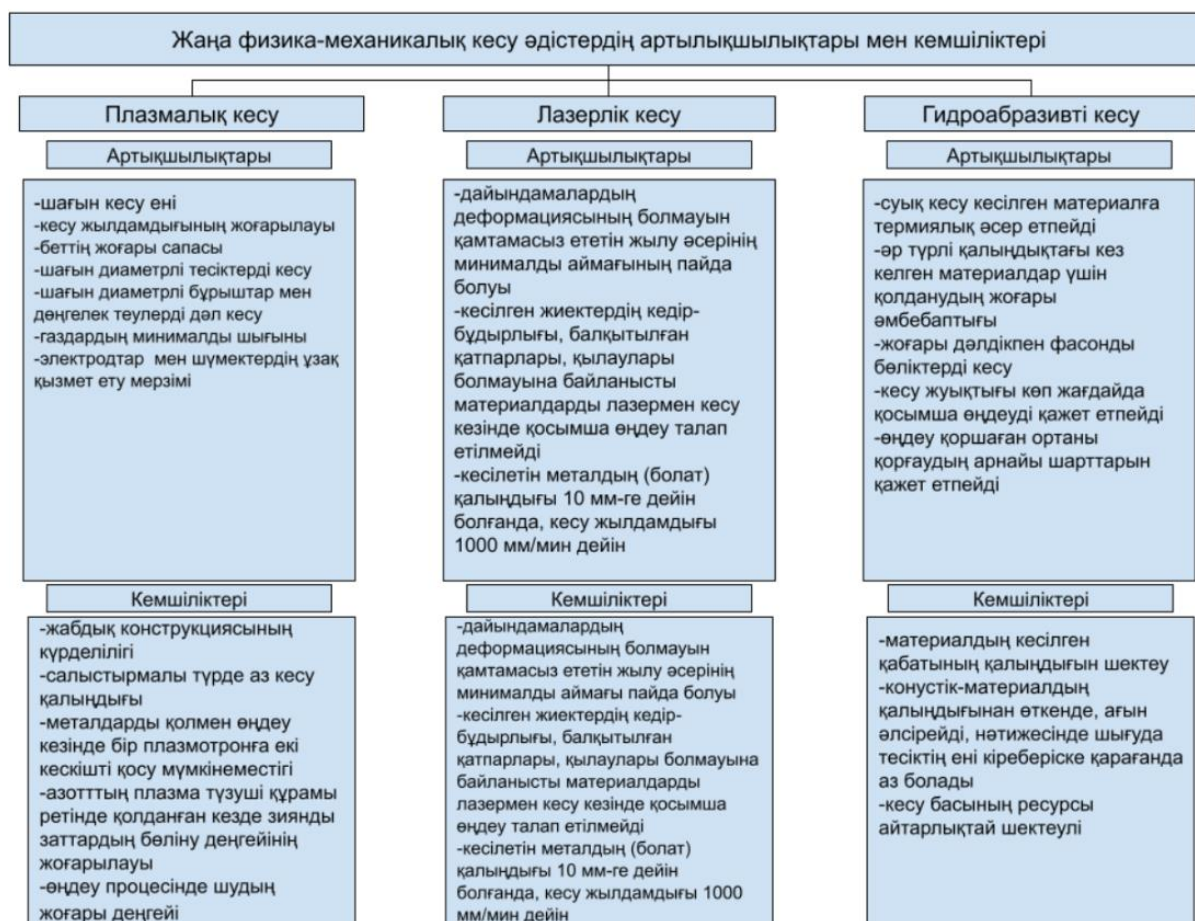 Жаңа физика-механикалық кесу әдістердің артылықшылықтары мен кемшіліктері
Плазмалық кесу
Артықшылықтары
-шағын кесу ені
-кесу жылдамдығының жоғарылауы
-беттің жоғары сапасы
-шағын диаметрлі тесіктерді кесу
-шағын диаметрлі бұрыштар мен
дөңгелек теулерді дәл кесу
-газдардың минималды шығыны
-электродтар мен шүмектердің ұзақ
қызмет ету мерзімі
Кемшіліктері
-жабдық конструкциясының
күрделілігі
-салыстырмалы түрде аз кесу
қалыңдығы
-металдарды қолмен өңдеу
кезінде бір плазмотронға екі
кескішті қосу мүмкінеместігі
-азотттың плазма түзуші құрамы
ретінде қолданған кезде зиянды
заттардың бөліну деңгейінің
жоғарылауы
-өңдеу процесінде шудың
жоғары деңгейі
Лазерлік кесу
Артықшылықтары
-дайындамалардың
деформациясының болмауын
қамтамасыз ететін жылу әсерінің
минималды аймағының пайда
болуы
-кесілген жиектердің кедір-
бұдырлығы, балқытылған
қатпарлары, қылаулары
болмауына байланысты
материалдарды лазермен кесу
кезінде қосымша өңдеу талап
етілмейді
-кесілетін металдың (болат)
қалыңдығы 10 мм-ге дейін
болғанда, кесу жылдамдығы
1000 мм/мин дейін
Кемшіліктері
-дайындамалардың
деформациясының болмауын
қамтамасыз ететін жылу әсерінің
минималды аймағы пайда болуы
-кесілген жиектердің кедір-
бұдырлығы, балқытылған
қатпарлары, қылаулары болмауына
байланысты материалдарды
лазермен кесу кезінде қосымша
өңдеу талап етілмейді
-кесілетін металдың (болат)
қалыңдығы 10 мм-ге дейін
болғанда, кесу жылдамдығы 1000
мм/мин дейін
Гидроабразивті кесу
Артықшылықтары
-суық кесу кесілген материалға
термиялық әсер етпейді
-әр түрлі қалыңдықтағы кез
келген материалдар үшін
қолданудың жоғары
әмбебаптығы
-жоғары дәлдікпен фасонды
бөліктерді кесу
-кесу жуықтығы көп жағдайда
қосымша өңдеуді қажет етпейді
-өңдеу қоршаған ортаны
қорғаудың арнайы шарттарын
қажет етпейді
Кемшіліктері
-материалдың кесілген
қабатының қалыңдығын шектеу
-конустік-материалдың
қалыңдығынан өткенде, ағын
әлсірейді, нәтижесінде шығуда
тесіктің ені кіреберіске қарағанда
аз болады
-кесу басының ресурсы
айтарлықтай шектеулі